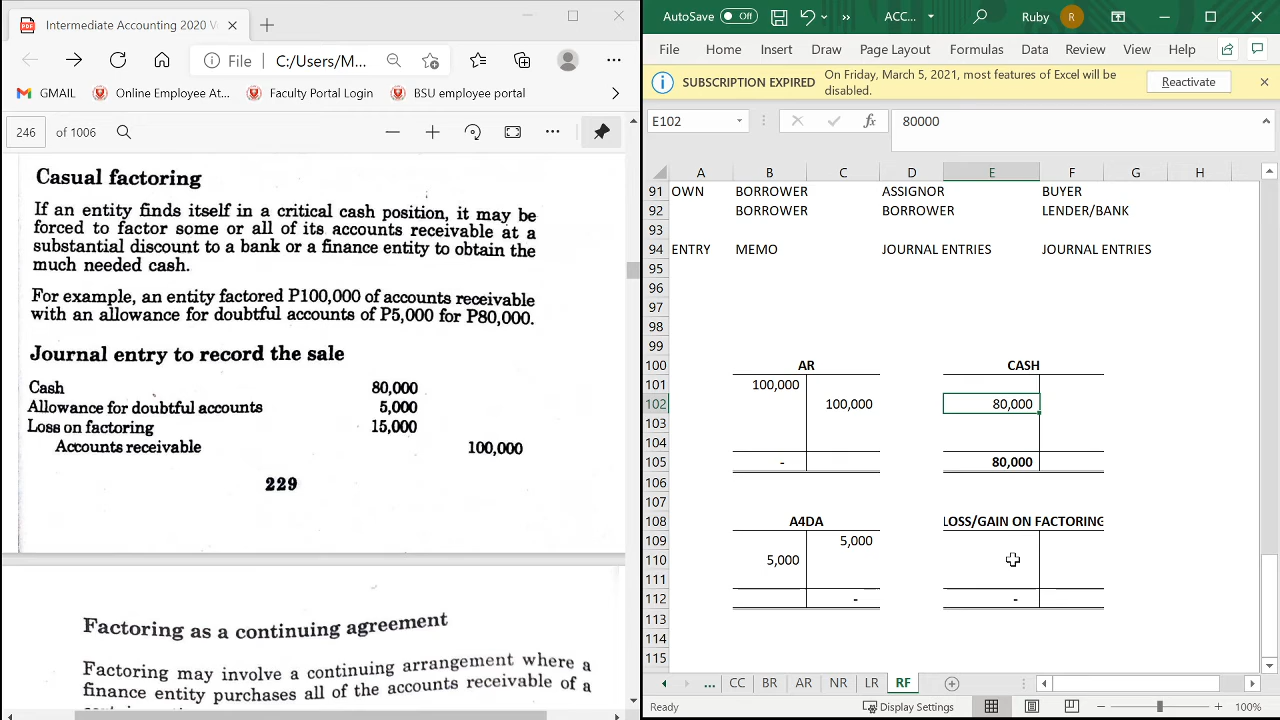 Intermediate Accounting 2020 V
File
C:/Users/M...
GMAIL
Online Employee At...
Faculty Portal Login
BSU employee portal
246 of 1006
Casual factoring
If an entity finds itself in a critical cash position, it may be
forced to factor some or all of its accounts receivable at a
substantial discount to a bank or a finance entity to obtain the
much needed cash.
For example, an entity factored P100,000 of accounts receivable
with an allowance for doubtful accounts of P5,000 for P80,000.
Journal entry to record the sale
Cash 80,000
Allowance for doubtful accounts 5,000
Loss on factoring 15,000
Accounts receivable 100,000
229
Factoring as a continuing agreement
Factoring may involve a continuing arrangement where a
finance entity purchases all of the accounts receivable of a
AutoSave Off ACC... Ruby R
File Home Insert Draw Page Layout Formulas Data Review View Help
SUBSCRIPTION EXPIRED On Friday, March 5, 2021, most features of Excel will be
disabled.
Reactivate
E102 fx 80000
A B C D E F G H
91 OWN BORROWER ASSIGNOR BUYER
92 BORROWER BORROWER LENDER/BANK
93
94 ENTRY MEMO JOURNAL ENTRIES JOURNAL ENTRIES
95
96
97
98
99
100 AR CASH
101 100,000
102 100,000 80,000
103
104
105 - 80,000
106
107
108 A4DA LOSS/GAIN ON FACTORING
109 5,000
110 5,000
111
112 - -
113
114
115
... CC BR AR NR LR RF
Ready Display Settings 100%